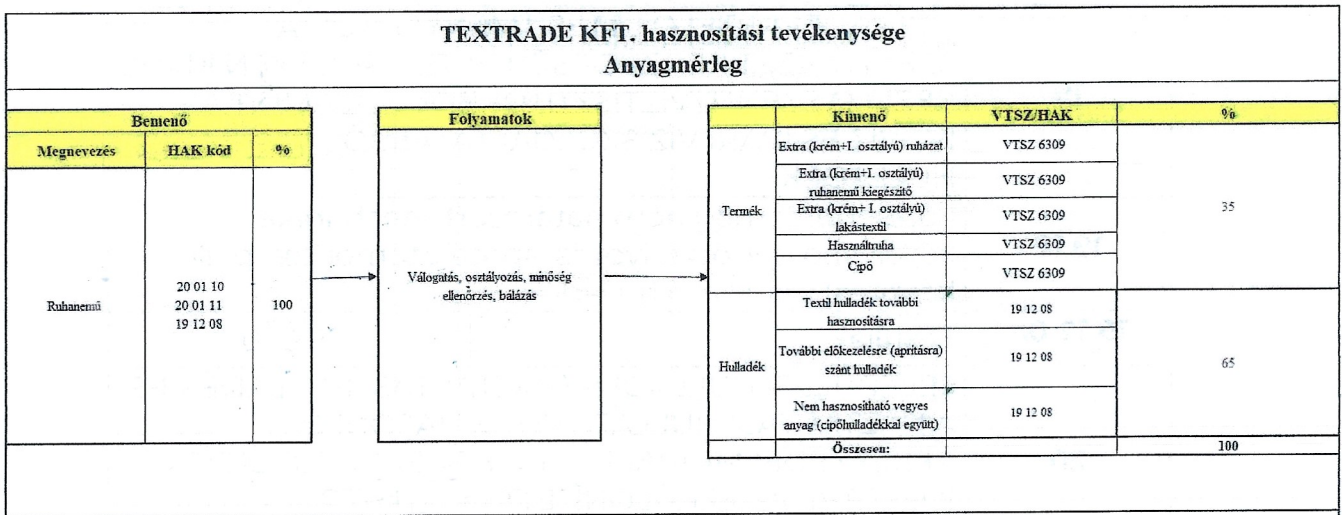 TEXTRADE KFT. hasznosítási tevékenysége
Anyagmérleg
Bemenő
Megnevezés HAK kód %
Ruhanemű
20 01 10
20 01 11
19 12 08
100
Folyamatok
Válogatás, osztályozás, minőség
ellenőrzés, bálázás
Kimenő VTSZ/HAK %
Termék
Extra (krém+I. osztályú) ruházat VTSZ 6309
Extra (krém+I. osztályú)
ruhanemű kiegészítő
VTSZ 6309
Extra (krém+ I. osztályú)
lakástextil
VTSZ 6309
Használtruha VTSZ 6309
Cipő VTSZ 6309
35
Hulladék
Textil hulladék további
hasznosításra
19 12 08
További előkezelésre (aprításra)
szánt hulladék
19 12 08
Nem hasznosítható vegyes
anyag (cipőhulladékkal együtt)
19 12 08
65
Összesen: 100